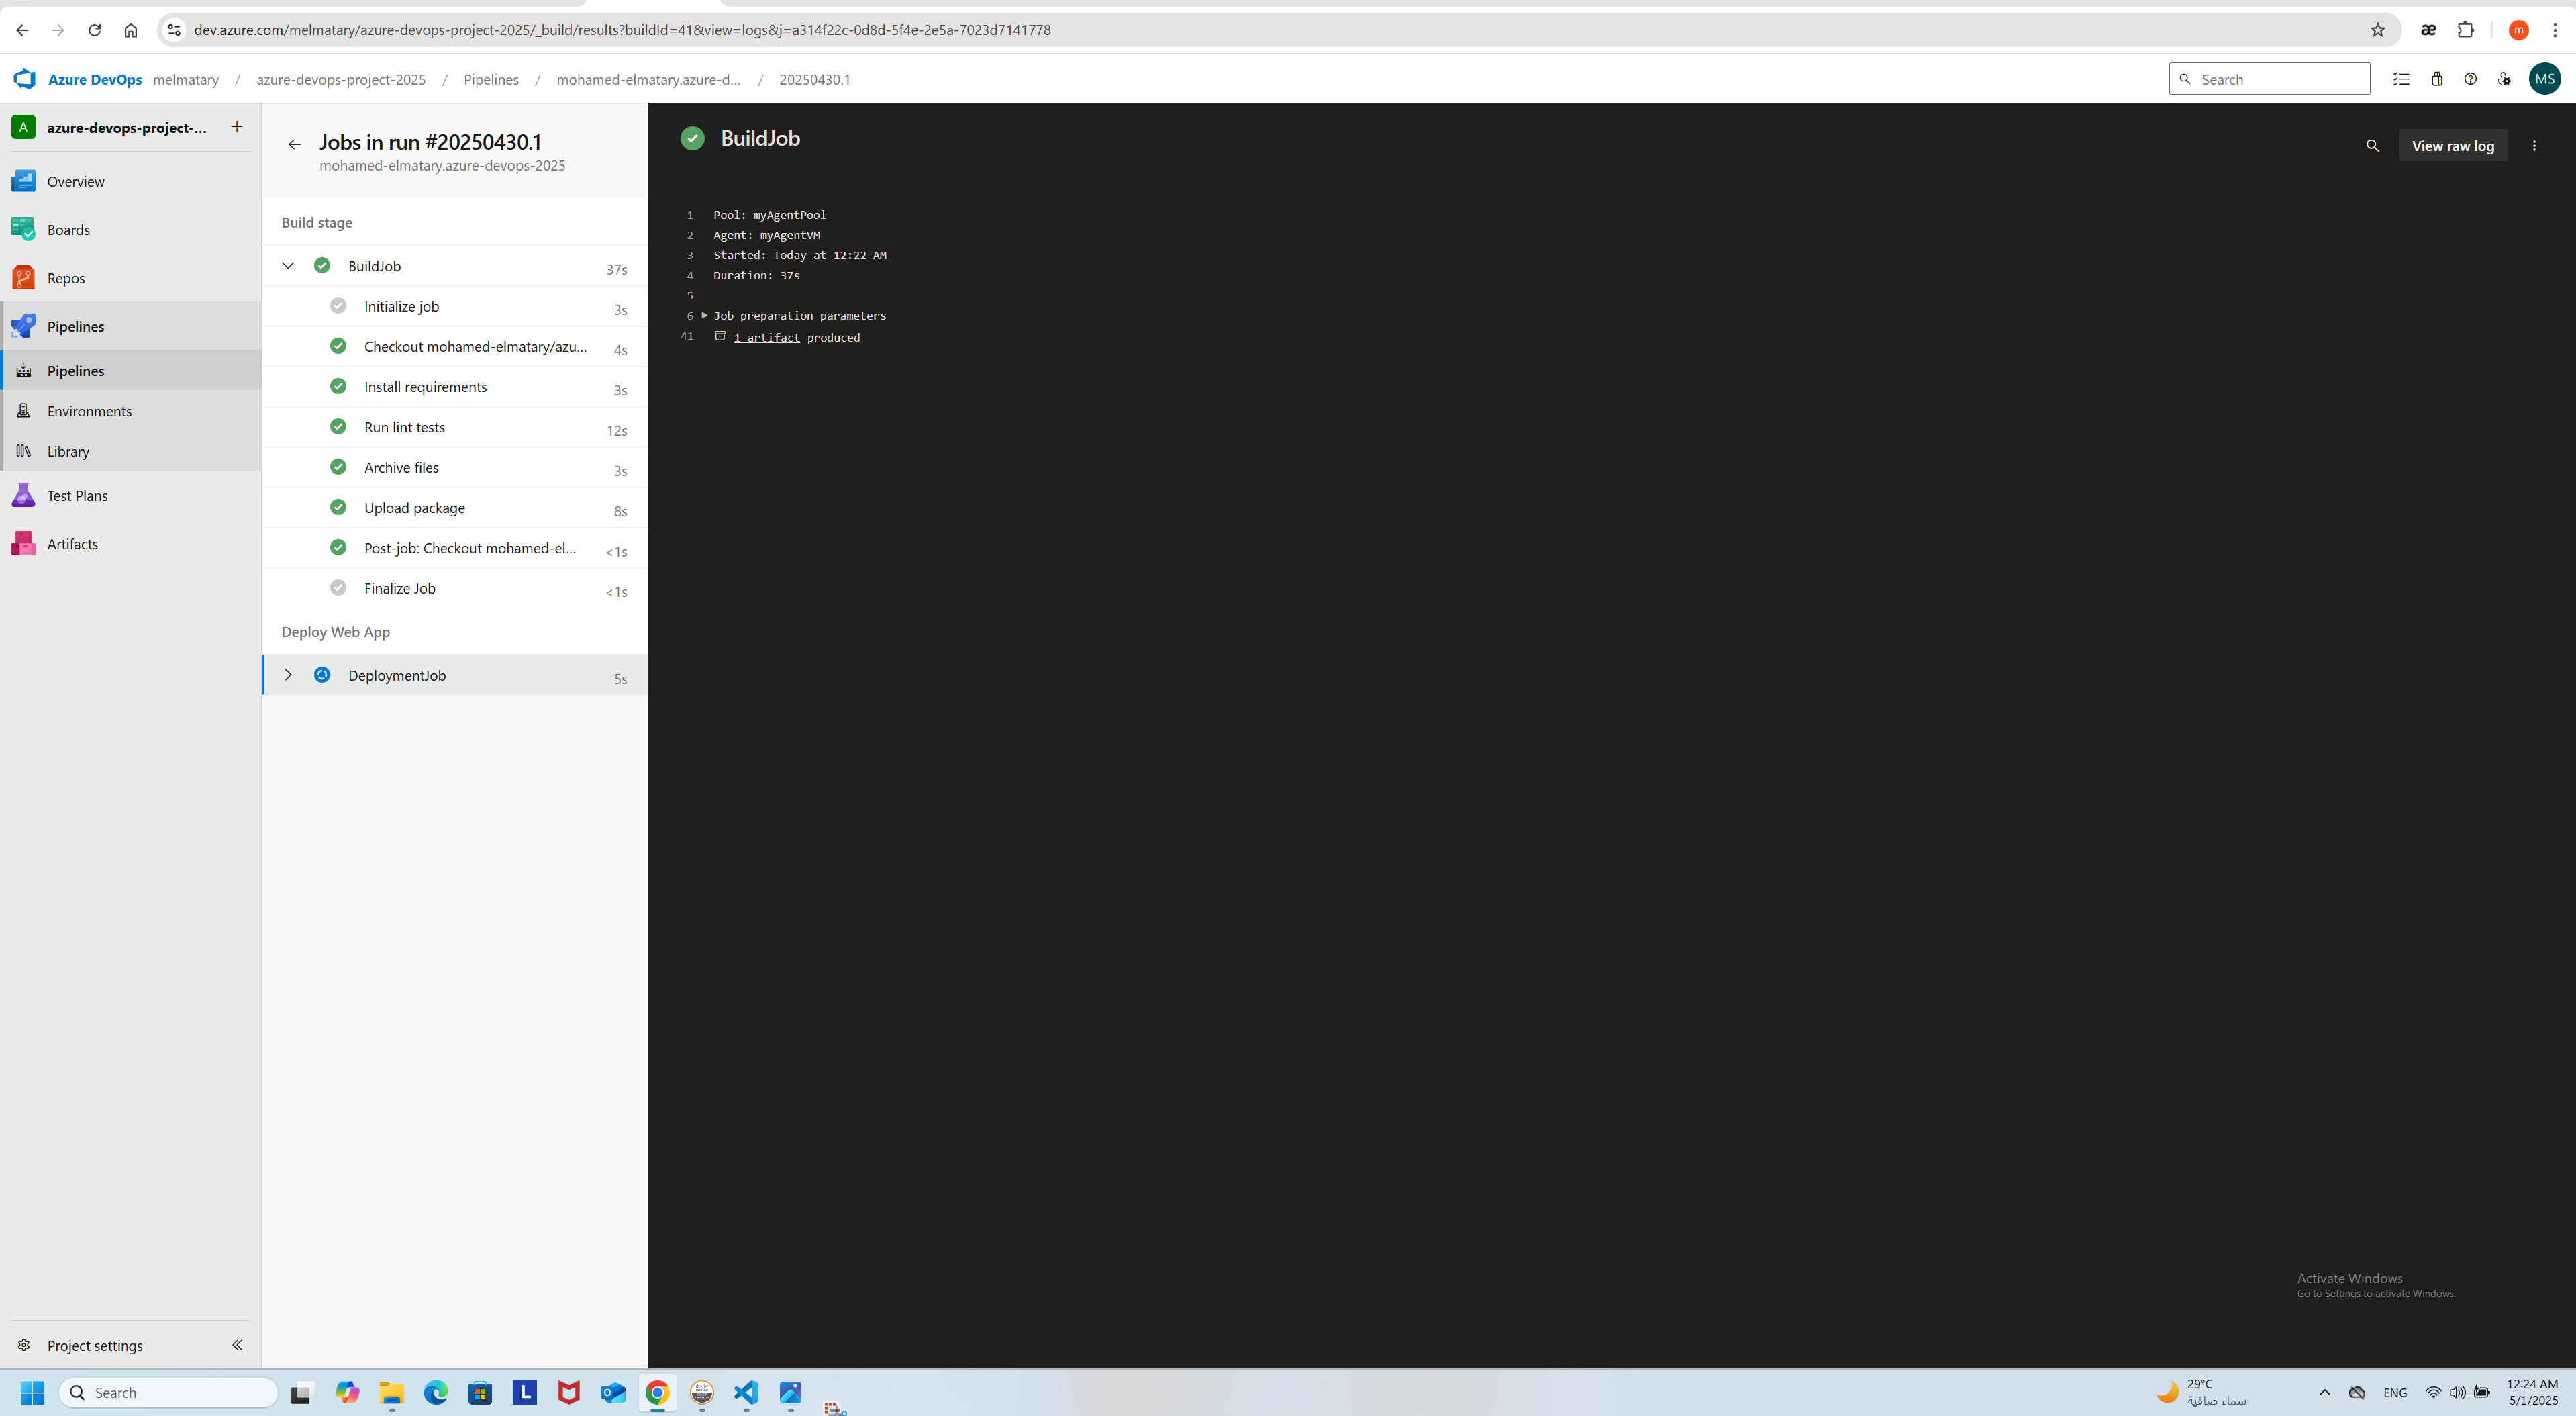 dev.azure.com/melmatary/azure-devops-project-2025/_build/results?buildId=41&view=logs&j=a314f22c-0d8d-5f4e-2e5a-7023d7141778
æ
m
Azure DevOps melmatary / azure-devops-project-2025 / Pipelines / mohamed-elmatary.azure-d... / 20250430.1
Search
MS
A azure-devops-project-...
Overview
Boards
Repos
Pipelines
Pipelines
Environments
Library
Test Plans
Artifacts
Project settings
Jobs in run #20250430.1
mohamed-elmatary.azure-devops-2025
Build stage
BuildJob 37s
Initialize job 3s
Checkout mohamed-elmatary/azu... 4s
Install requirements 3s
Run lint tests 12s
Archive files 3s
Upload package 8s
Post-job: Checkout mohamed-el... <1s
Finalize Job <1s
Deploy Web App
DeploymentJob 5s
BuildJob
View raw log
1 Pool: myAgentPool
2 Agent: myAgentVM
3 Started: Today at 12:22 AM
4 Duration: 37s
5
6 Job preparation parameters
41 1 artifact produced
Activate Windows
Go to Settings to activate Windows.
Search
L
29°C
سماء صافية
ENG
12:24 AM
5/1/2025